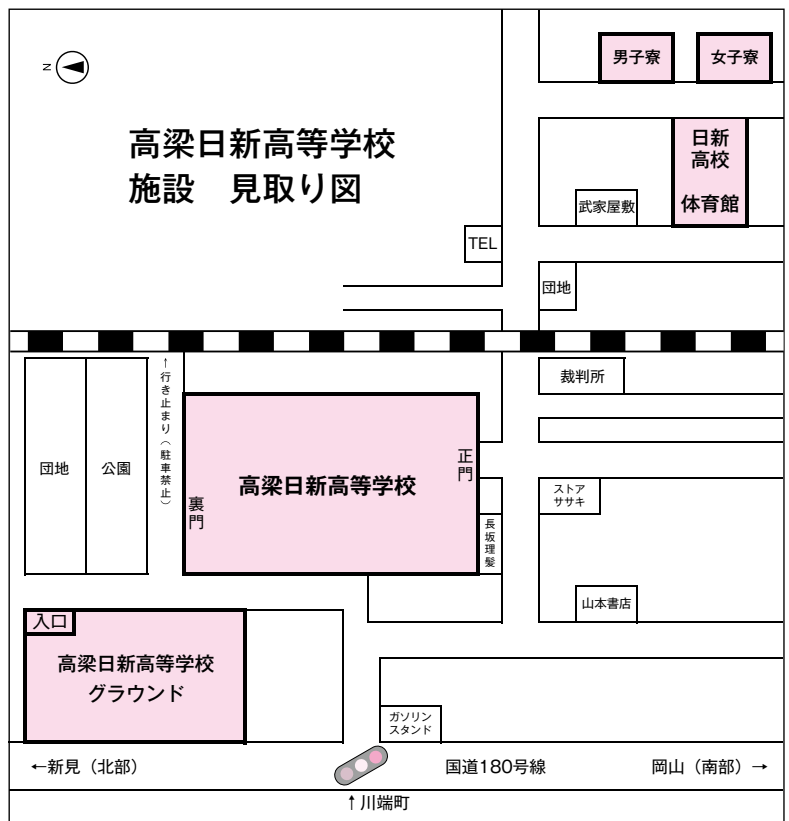 N
高梁日新高等学校
施設　見取り図
男子寮
女子寮
日新
高校
体育館
武家屋敷
TEL
団地
裁判所
↑行き止まり（駐車禁止）
団地
公園
裏門
高梁日新高等学校
正門
長坂理髪
ストア
ササキ
山本書店
入口
高梁日新高等学校
グラウンド
ガソリン
スタンド
←新見（北部）
国道180号線
岡山（南部）→
↑川端町